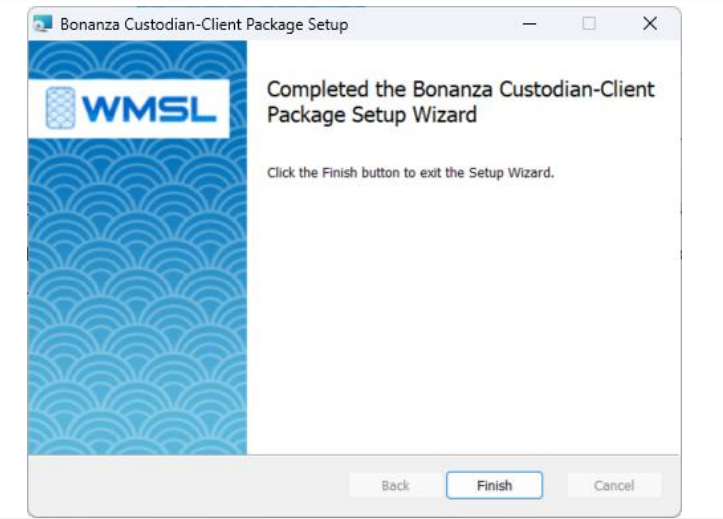 Bonanza Custodian-Client Package Setup
WMSL
Completed the Bonanza Custodian-Client
Package Setup Wizard
Click the Finish button to exit the Setup Wizard.
Back
Finish
Cancel